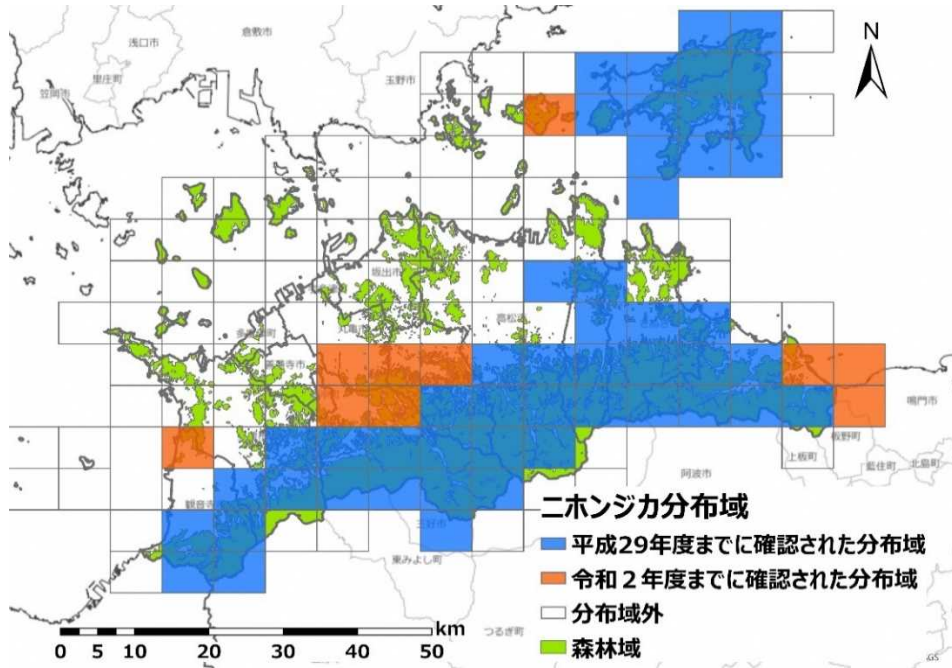 倉敷市
浅口市
里庄町
笠岡市
玉野市
N
坂出市
丸亀市
高松市
善通寺市
鳴門市
板野町
上板町
藍住町
北島町
阿波市
観音寺
三好市
東みよし町
つるぎ町
ニホンジカ分布域
平成29年度までに確認された分布域
令和2年度までに確認された分布域
分布域外
森林域
km
0 5 10 20 30 40 50